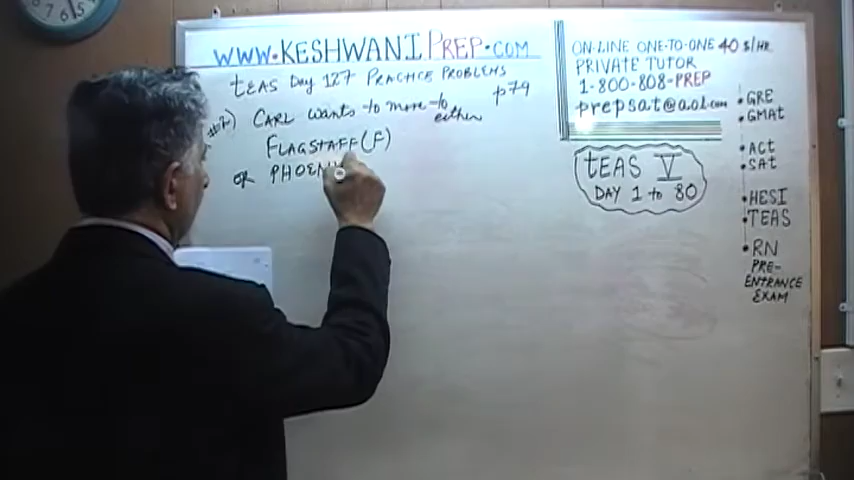 WWW.KESHWANIPREP.COM
tEAS DAY 127 PRACTICE PROBLEMS
p79
CARL wants to move to
either
FLAGSTAFF (F)
OR PHOENI
ON-LINE ONE-TO-ONE 40 $/HR
PRIVATE TUTOR
1-800-808-PREP
prepsat@aol.com
tEAS V
DAY 1 to 80
• GRE
• GMAT
• ACT
• SAT
• HESI
• TEAS
• RN
PRE-
ENTRANCE
EXAM